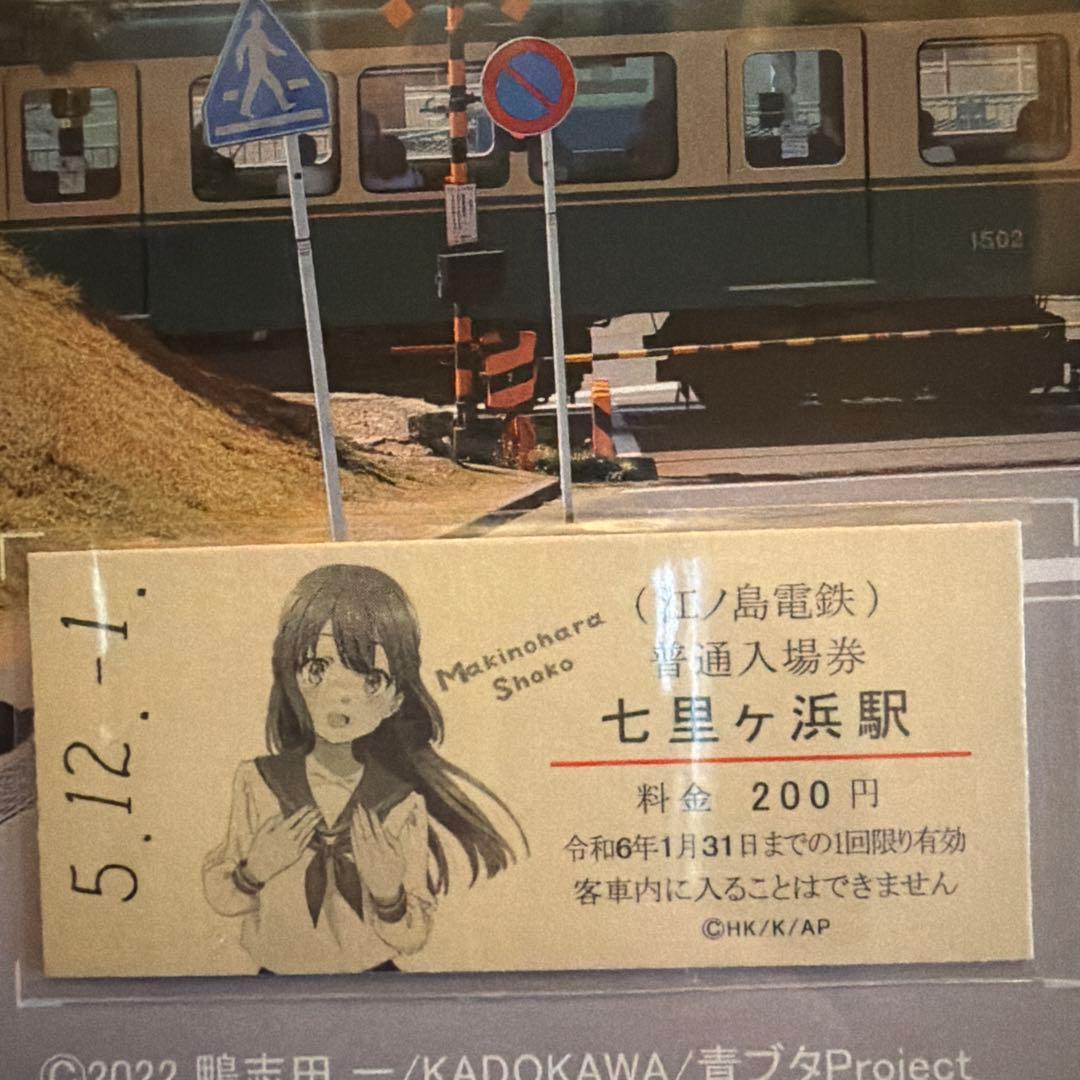 1502
5.12.-1.
Makinohara
Shoko
(江ノ島電鉄)
普通入場券
七里ヶ浜駅
料金 200円
令和6年1月31日までの1回限り有効
客車内に入ることはできません
©HK/K/AP
©2022 鴨志田 一/KADOKAWA/青ブタProject